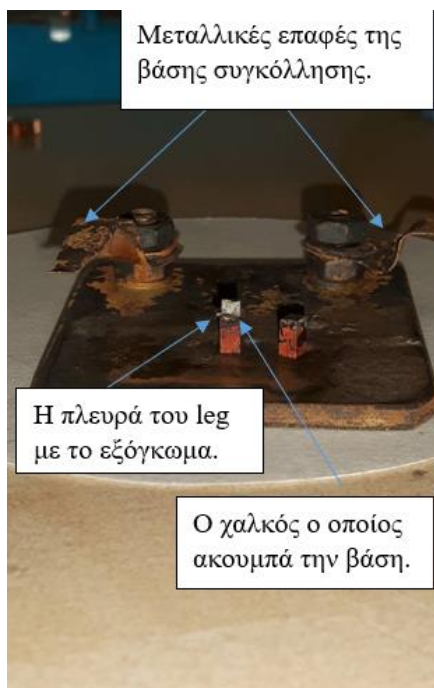 Μεταλλικές επαφές της
βάσης συγκόλλησης.
Η πλευρά του leg
με το εξόγκωμα.
Ο χαλκός ο οποίος
ακουμπά την βάση.